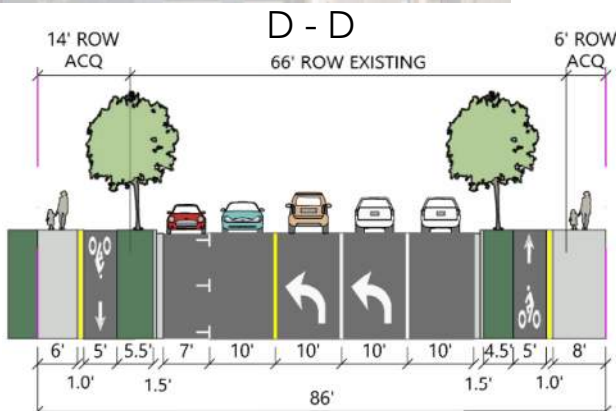 D - D
14' ROW ACQ
66' ROW EXISTING
6' ROW ACQ
6' 5' 5.5' 7' 10' 10' 10' 10' 4.5' 5' 8'
1.0' 1.5' 1.5' 1.0'
86'